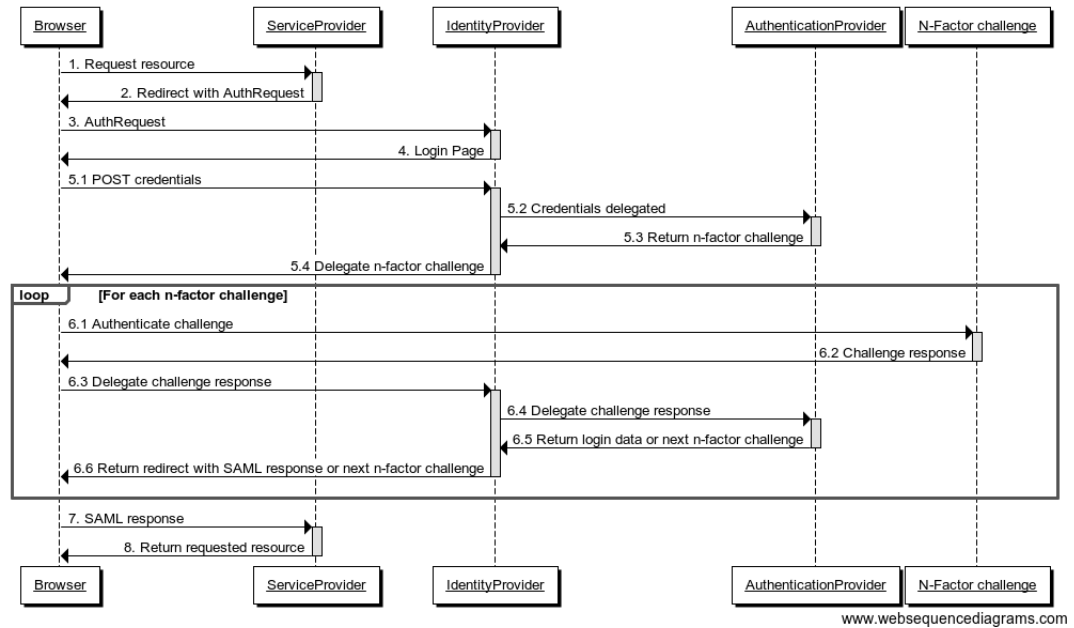 Browser ServiceProvider IdentityProvider AuthenticationProvider N-Factor challenge
1. Request resource
2. Redirect with AuthRequest
3. AuthRequest
4. Login Page
5.1 POST credentials
5.2 Credentials delegated
5.3 Return n-factor challenge
5.4 Delegate n-factor challenge
loop [For each n-factor challenge]
6.1 Authenticate challenge
6.2 Challenge response
6.3 Delegate challenge response
6.4 Delegate challenge response
6.5 Return login data or next n-factor challenge
6.6 Return redirect with SAML response or next n-factor challenge
7. SAML response
8. Return requested resource
Browser ServiceProvider IdentityProvider AuthenticationProvider N-Factor challenge
www.websequencediagrams.com